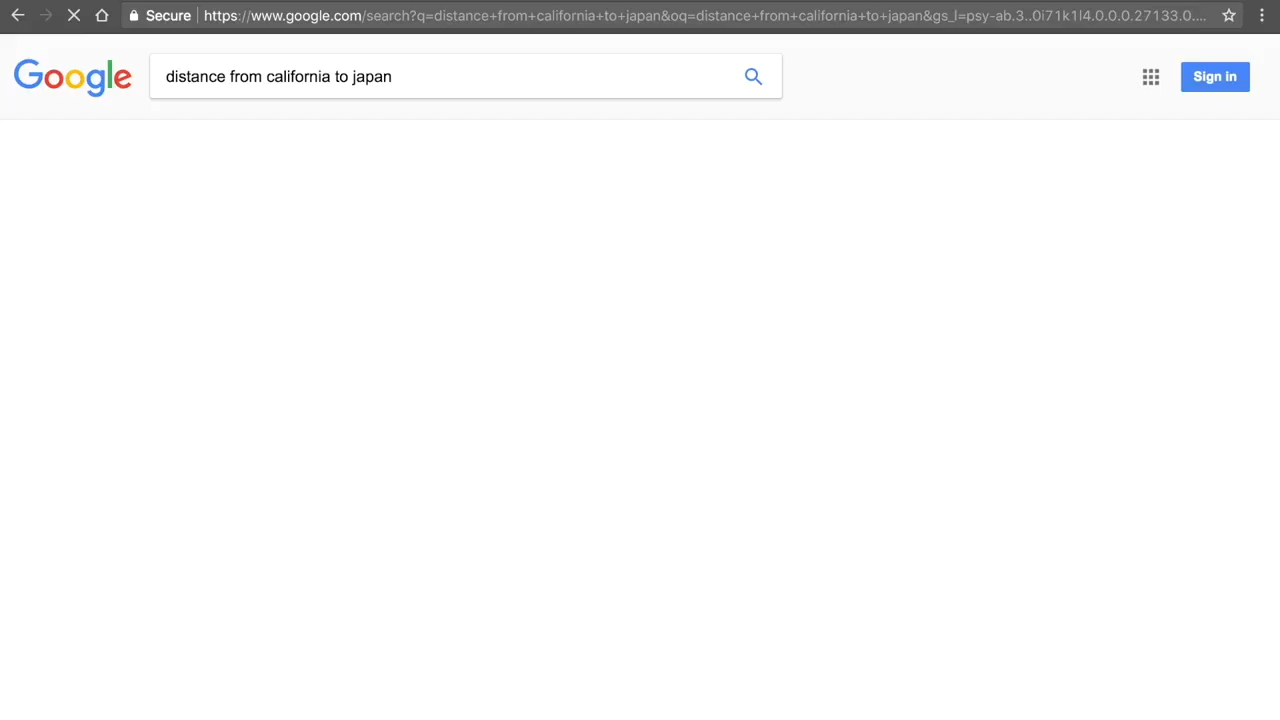 Secure
https://www.google.com/search?q=distance+from+california+to+japan&oq=distance+from+california+to+japan&gs_l=psy-ab.3..0i71k1l4.0.0.0.27133.0....
Google
distance from california to japan
Sign in